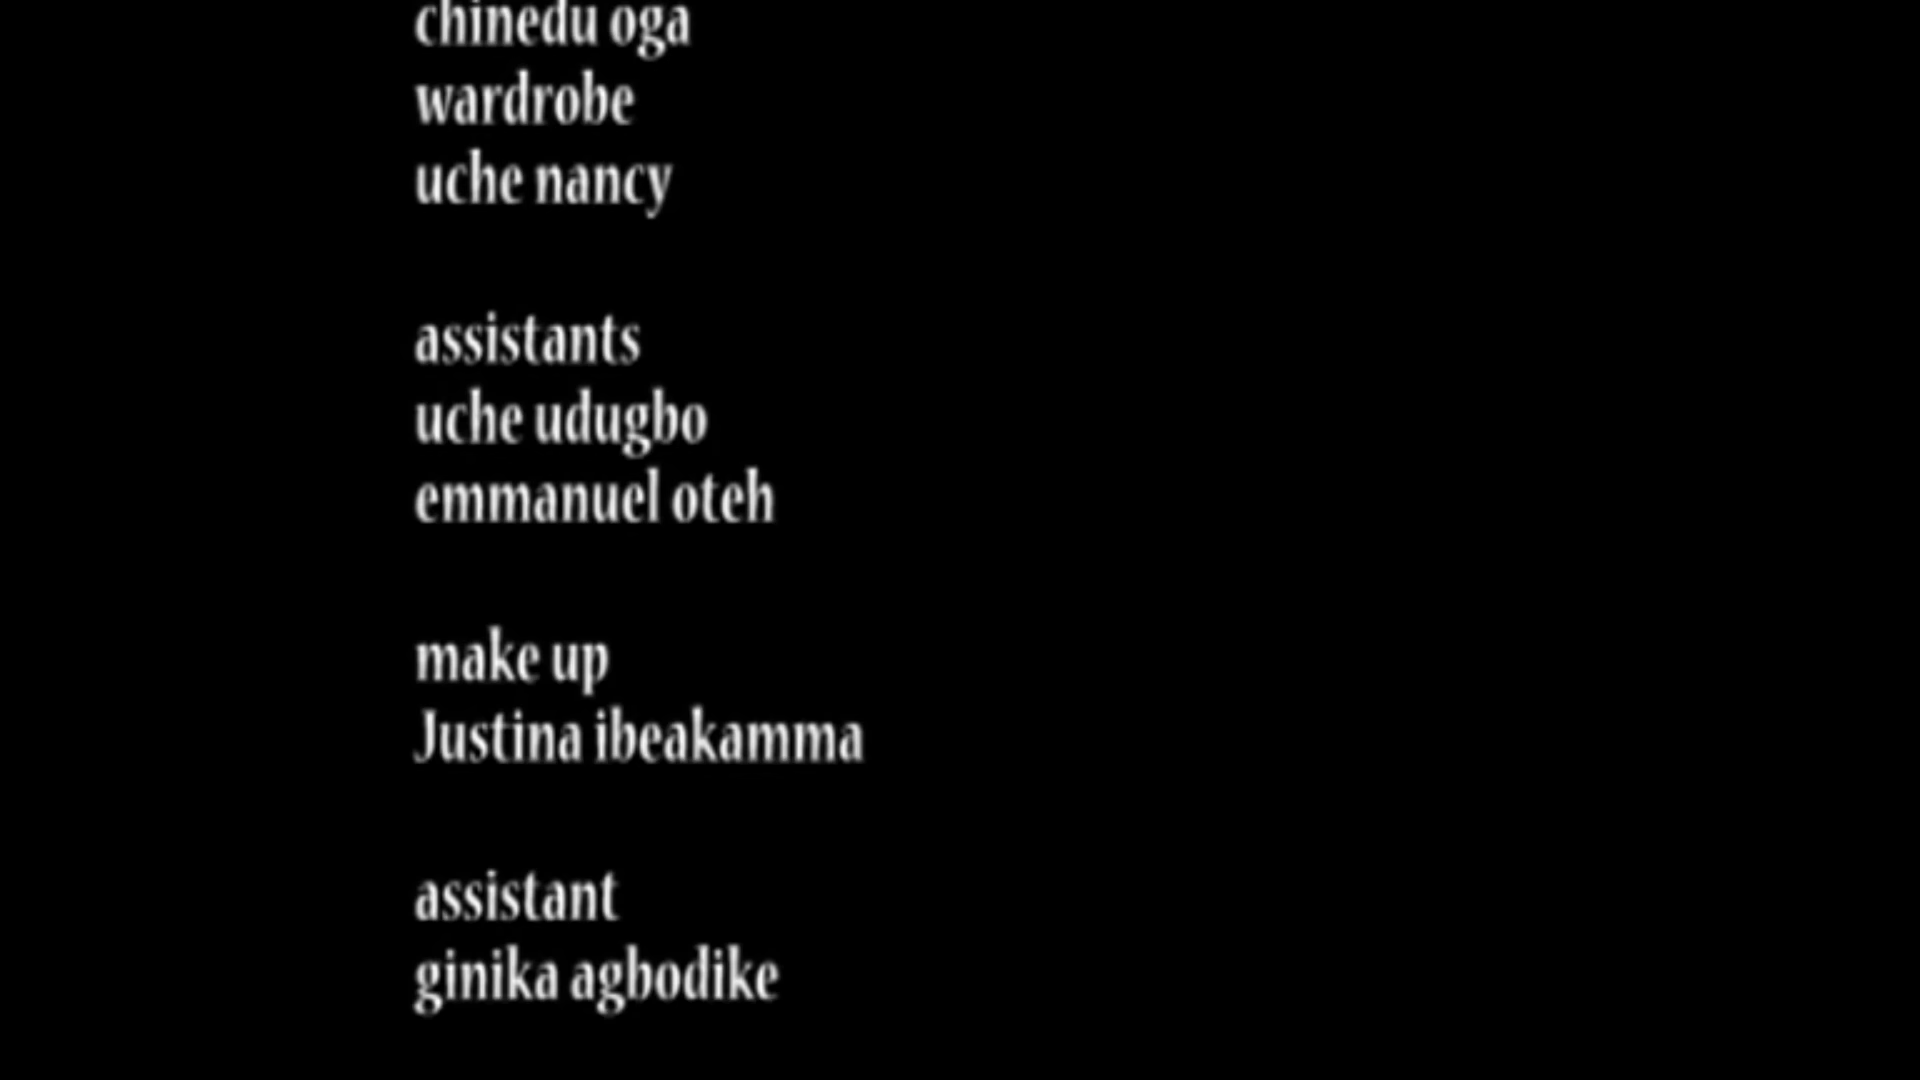 chinedu oga
wardrobe
uche nancy
assistants
uche udugbo
emmanuel oteh
make up
Justina ibeakamma
assistant
ginika agbodike